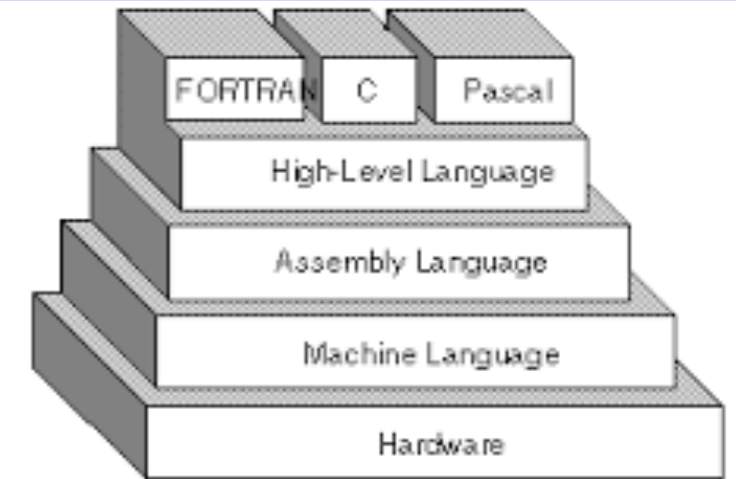 FORTRAN C Pascal
High-Level Language
Assembly Language
Machine Language
Hardware